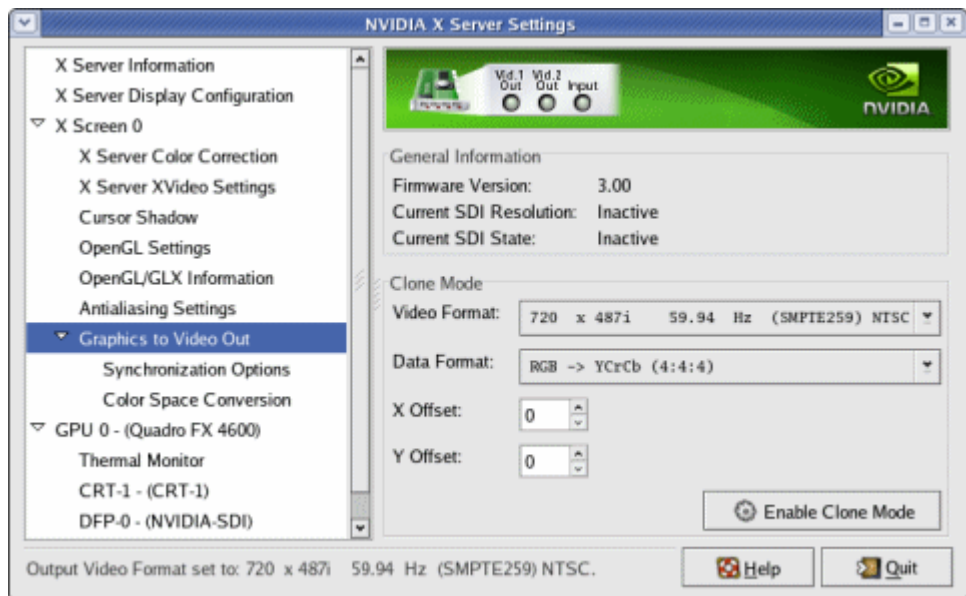 NVIDIA X Server Settings
X Server Information
X Server Display Configuration
X Screen 0
X Server Color Correction
X Server XVideo Settings
Cursor Shadow
OpenGL Settings
OpenGL/GLX Information
Antialiasing Settings
Graphics to Video Out
Synchronization Options
Color Space Conversion
GPU 0 - (Quadro FX 4600)
Thermal Monitor
CRT-1 - (CRT-1)
DFP-0 - (NVIDIA-SDI)
Vid.1 Out Vid.2 Out Input
NVIDIA
General Information
Firmware Version: 3.00
Current SDI Resolution: Inactive
Current SDI State: Inactive
Clone Mode
Video Format: 720 x 487i 59.94 Hz (SMPTE259) NTSC
Data Format: RGB -> YCrCb (4:4:4)
X Offset: 0
Y Offset: 0
Enable Clone Mode
Output Video Format set to: 720 x 487i 59.94 Hz (SMPTE259) NTSC.
Help
Quit